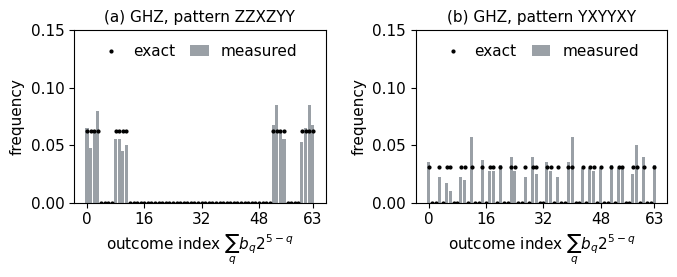 (a) GHZ, pattern ZZXZYY
exact
measured
frequency
0.15
0.10
0.05
0.00
0 16 32 48 63
outcome index ∑_q b_q 2^{5−q}
(b) GHZ, pattern YXYYXY
exact
measured
frequency
0.15
0.10
0.05
0.00
0 16 32 48 63
outcome index ∑_q b_q 2^{5−q}